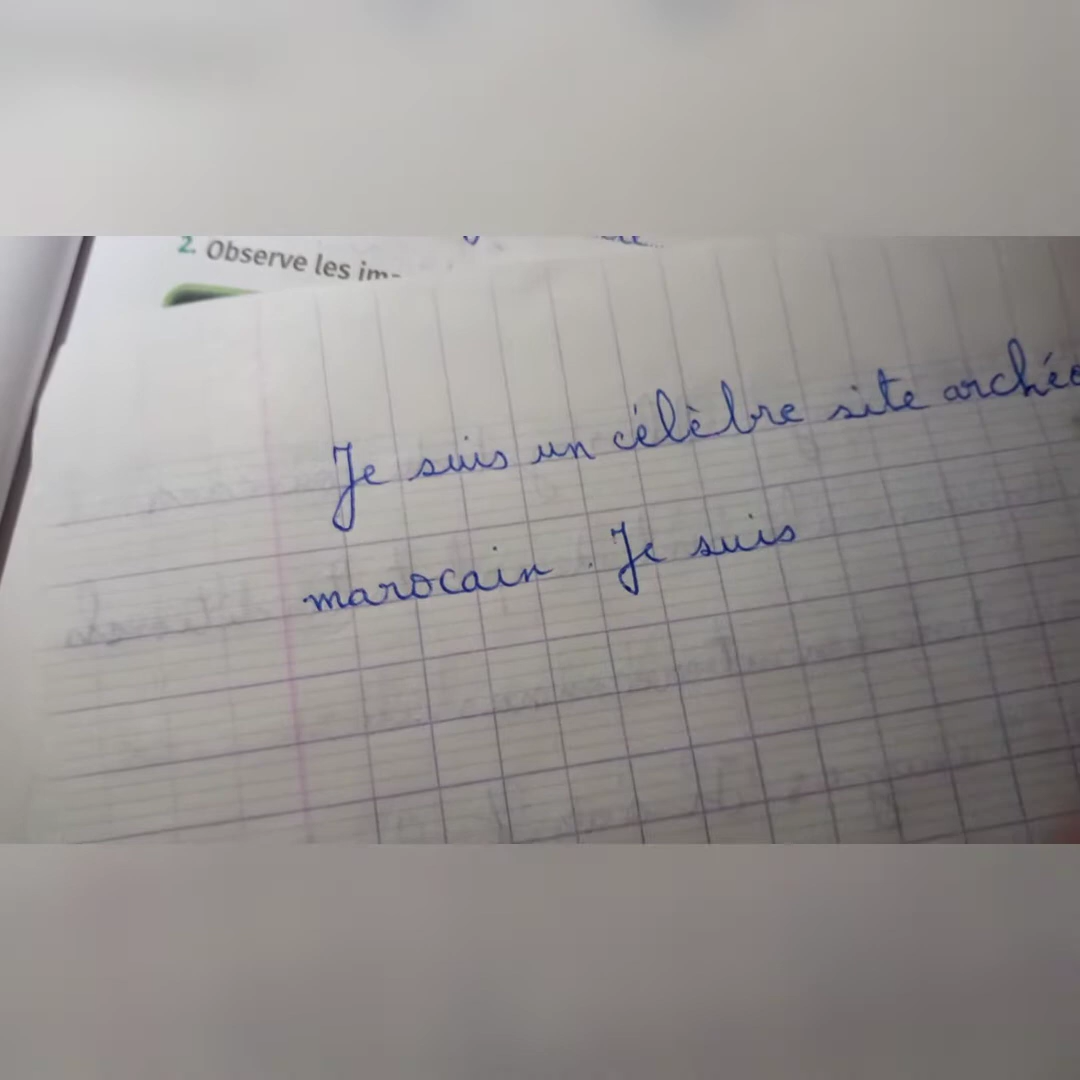 2. Observe les im-
Je suis un célèbre site archéo
marocain. Je suis